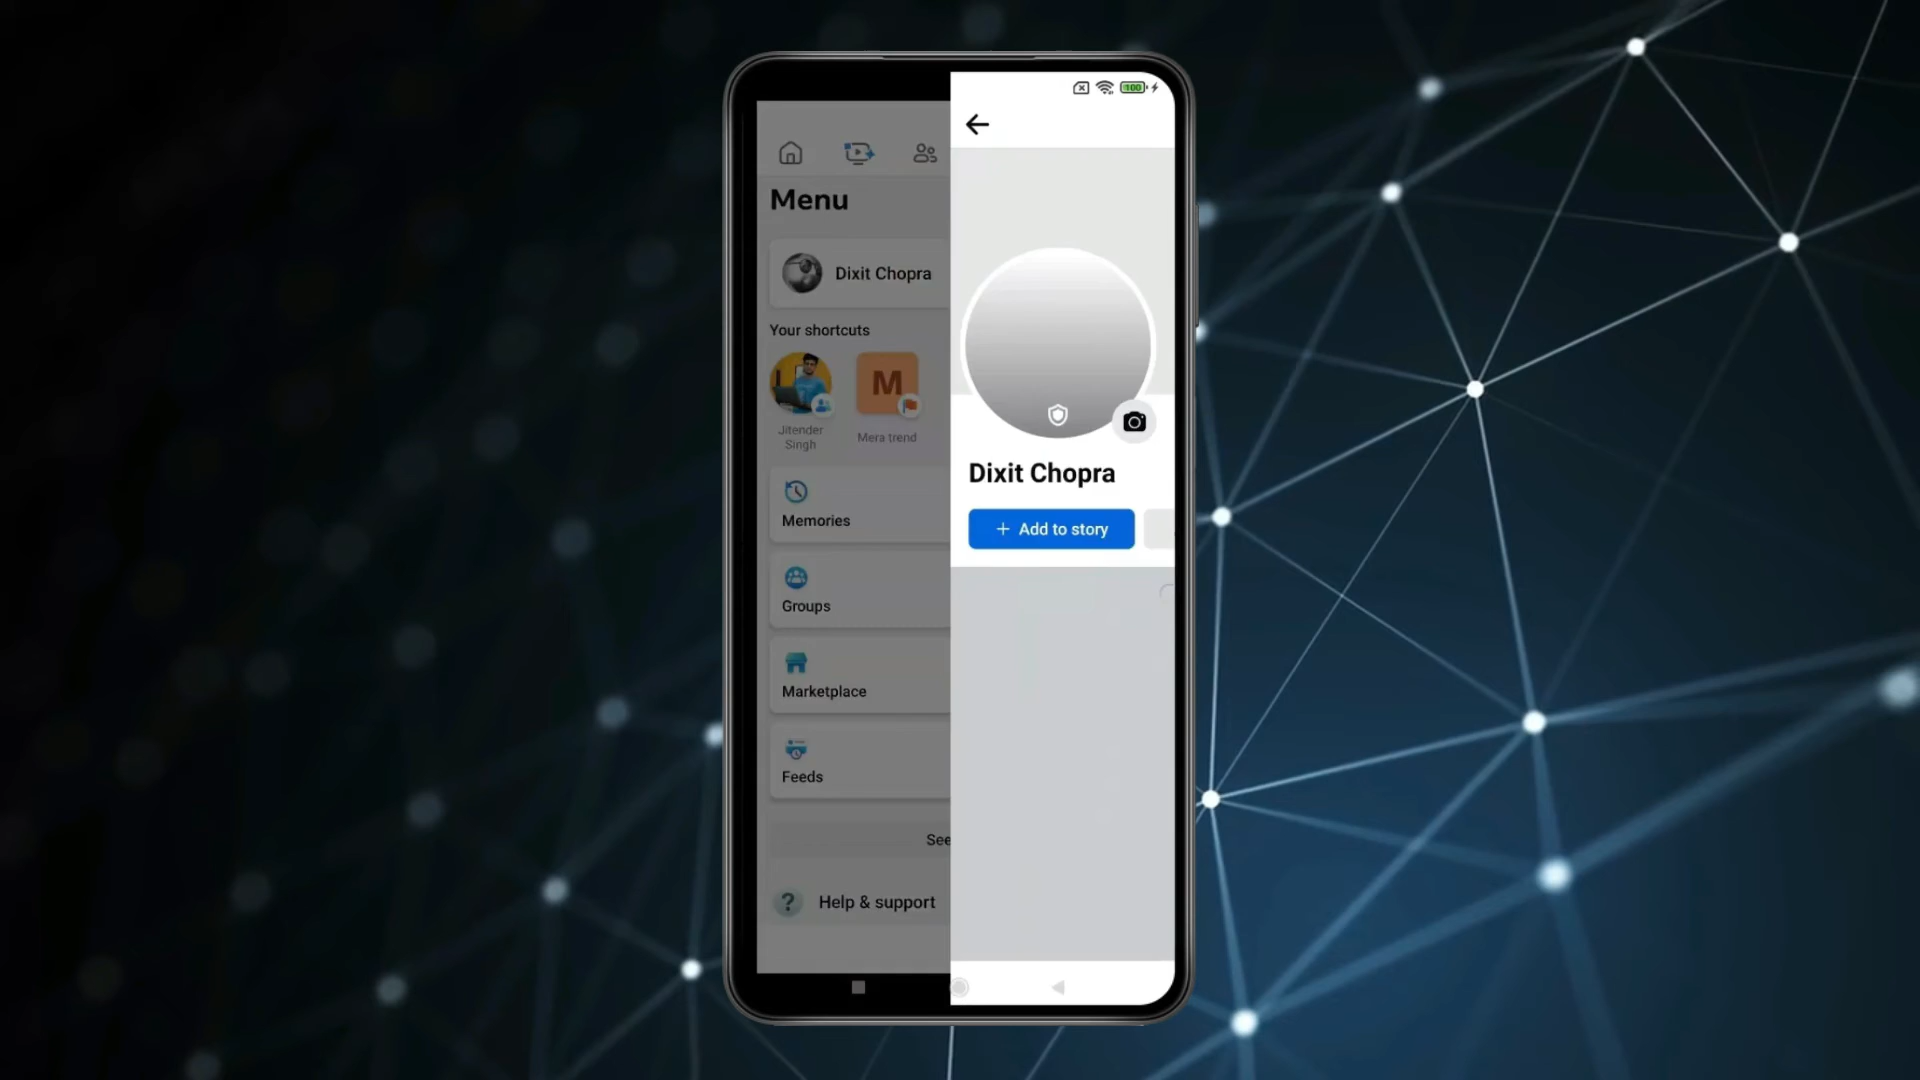 Menu
Dixit Chopra
Your shortcuts
M
Jitender
Singh
Mera trend
Memories
Groups
Marketplace
Feeds
See
Help & support
100
Dixit Chopra
+ Add to story